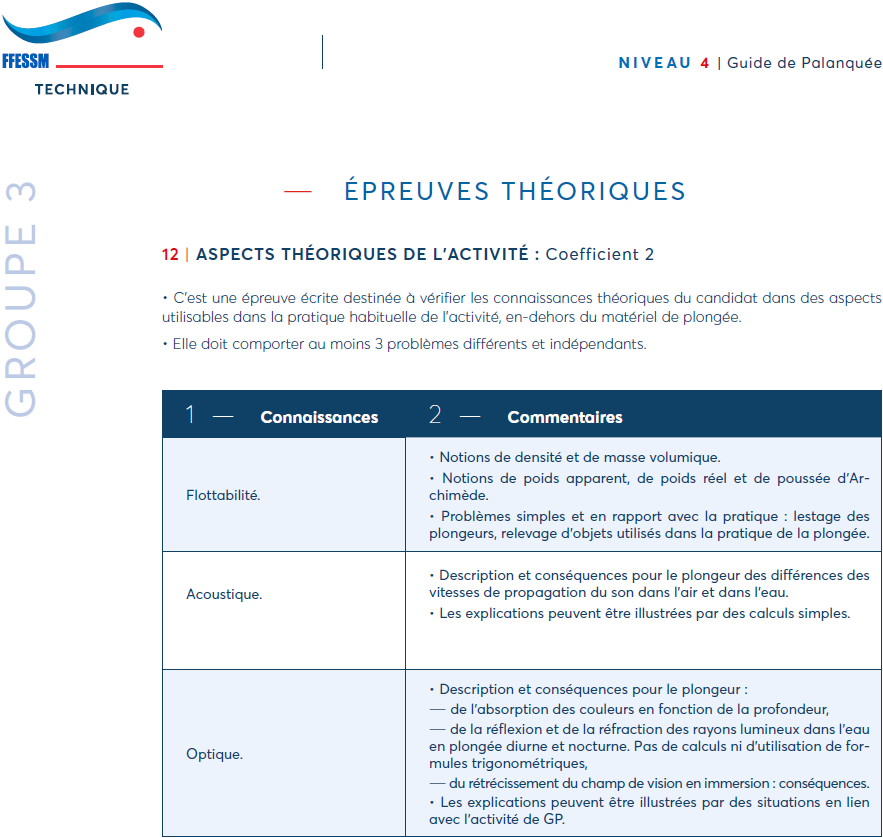 FFESSM
TECHNIQUE
NIVEAU 4 | Guide de Palanquée
GROUPE 3
— ÉPREUVES THÉORIQUES
12 | ASPECTS THÉORIQUES DE L'ACTIVITÉ : Coefficient 2
• C'est une épreuve écrite destinée à vérifier les connaissances théoriques du candidat dans des aspects
utilisables dans la pratique habituelle de l'activité, en-dehors du matériel de plongée.
• Elle doit comporter au moins 3 problèmes différents et indépendants.
1 — Connaissances 2 — Commentaires
Flottabilité.
• Notions de densité et de masse volumique.
• Notions de poids apparent, de poids réel et de poussée d'Ar-
chimède.
• Problèmes simples et en rapport avec la pratique : lestage des
plongeurs, relevage d'objets utilisés dans la pratique de la plongée.
Acoustique.
• Description et conséquences pour le plongeur des différences des
vitesses de propagation du son dans l'air et dans l'eau.
• Les explications peuvent être illustrées par des calculs simples.
Optique.
• Description et conséquences pour le plongeur :
— de l'absorption des couleurs en fonction de la profondeur,
— de la réflexion et de la réfraction des rayons lumineux dans l'eau
en plongée diurne et nocturne. Pas de calculs ni d'utilisation de for-
mules trigonométriques,
— du rétrécissement du champ de vision en immersion : conséquences.
• Les explications peuvent être illustrées par des situations en lien
avec l'activité de GP.